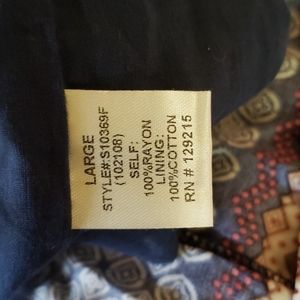 LARGE
STYLE#:S10369F
(102108)
SELF:
100%RAYON
LINING:
100%COTTON
RN # 129215